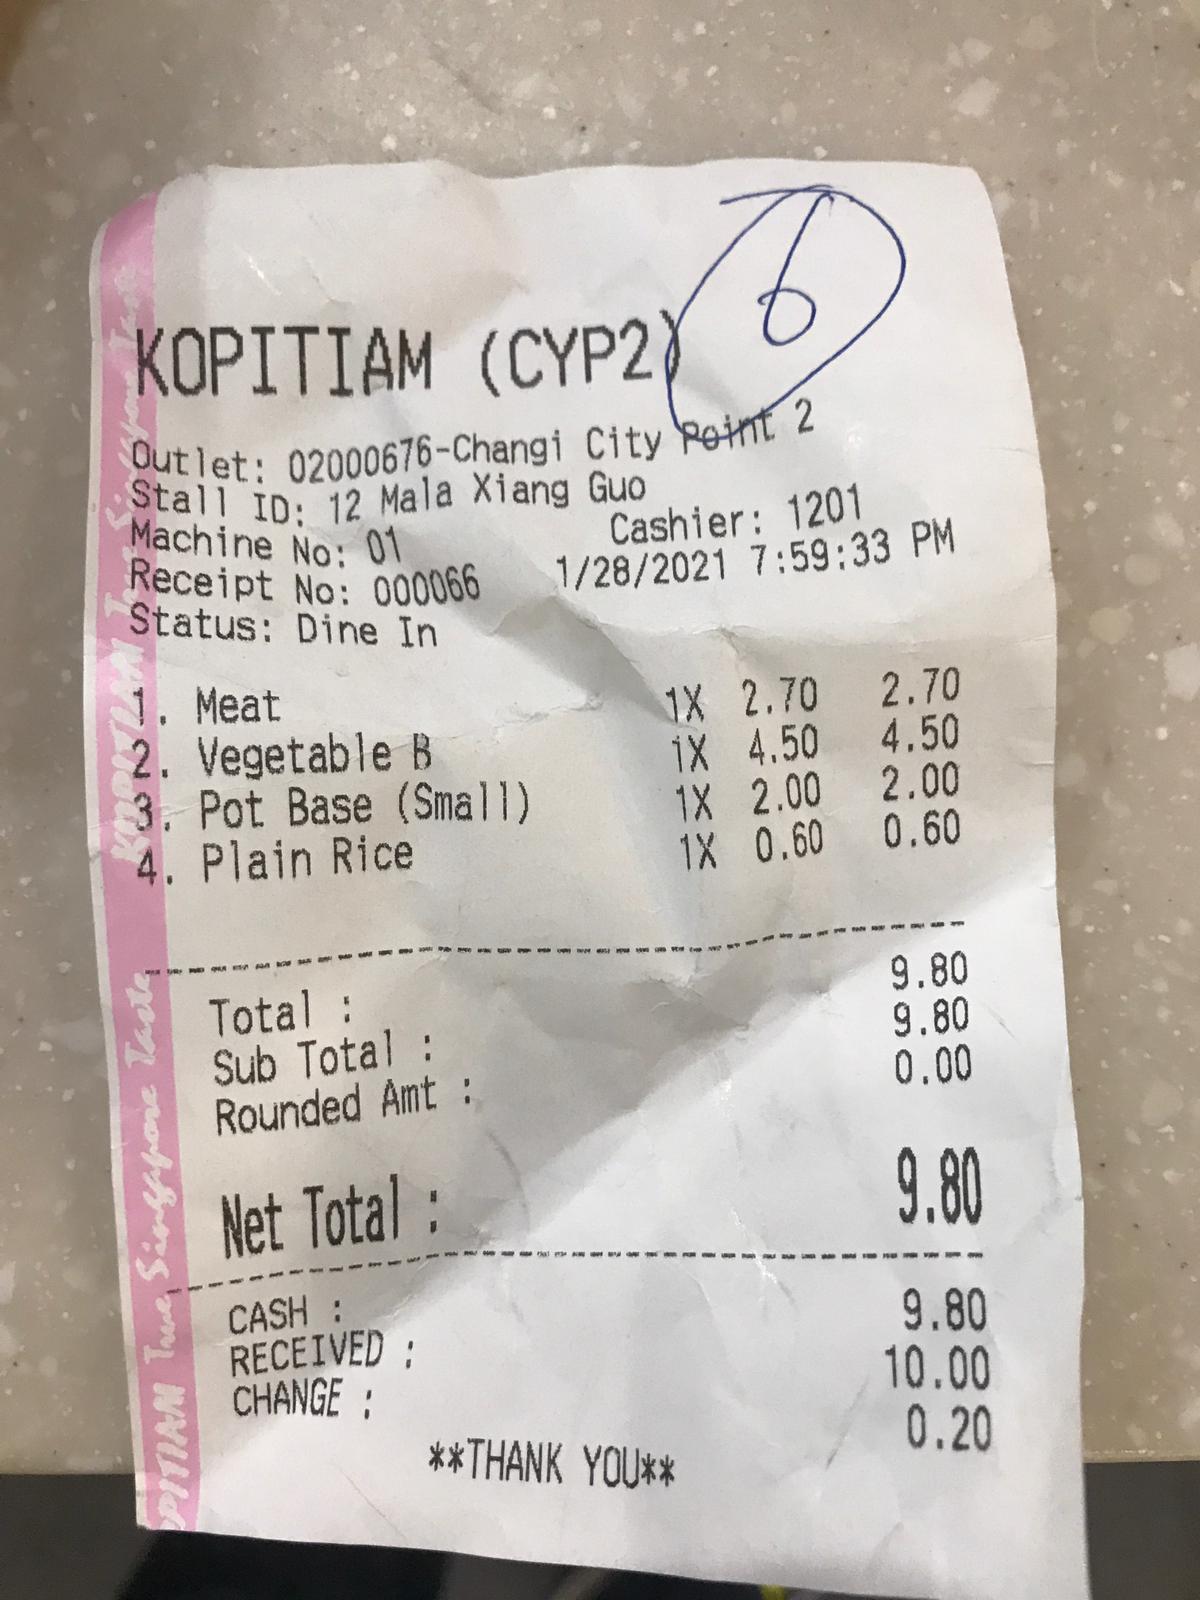 6
KOPITIAM (CYP2)
Outlet: 02000676-Changi City Point 2
Stall ID: 12 Mala Xiang Guo
Machine No: 01 Cashier: 1201
Receipt No: 000066 1/28/2021 7:59:33 PM
Status: Dine In
1. Meat 1X 2.70 2.70
2. Vegetable B 1X 4.50 4.50
3. Pot Base (Small) 1X 2.00 2.00
4. Plain Rice 1X 0.60 0.60
Total : 9.80
Sub Total : 9.80
Rounded Amt : 0.00
Net Total : 9.80
CASH : 9.80
RECEIVED : 10.00
CHANGE : 0.20
**THANK YOU**
KOPITIAM True Singapore Taste
PITIAM True Singapore Taste